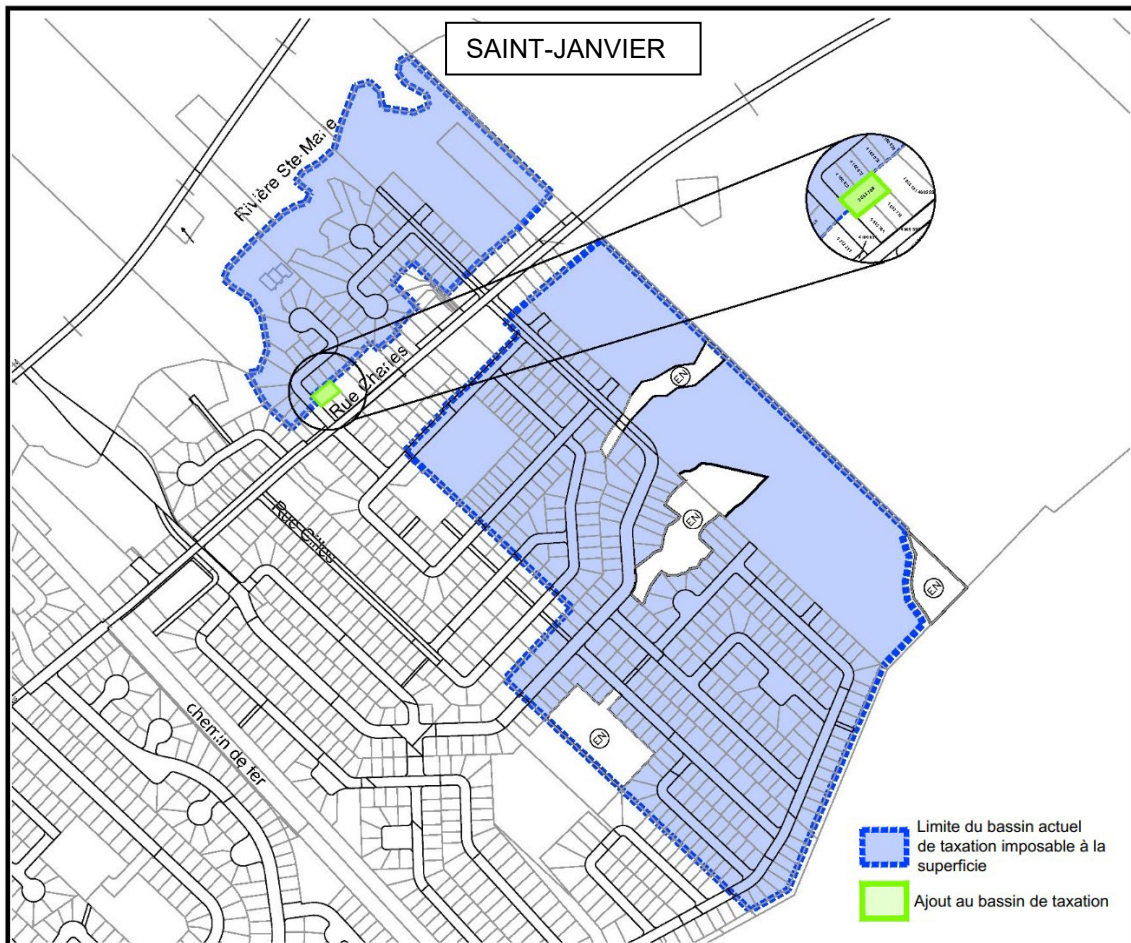 SAINT-JANVIER
Rivière Ste-Marie
Rue Charles
Rue Gilles
chemin de fer
EN
EN
EN
EN
Limite du bassin actuel
de taxation imposable à la
superficie
Ajout au bassin de taxation